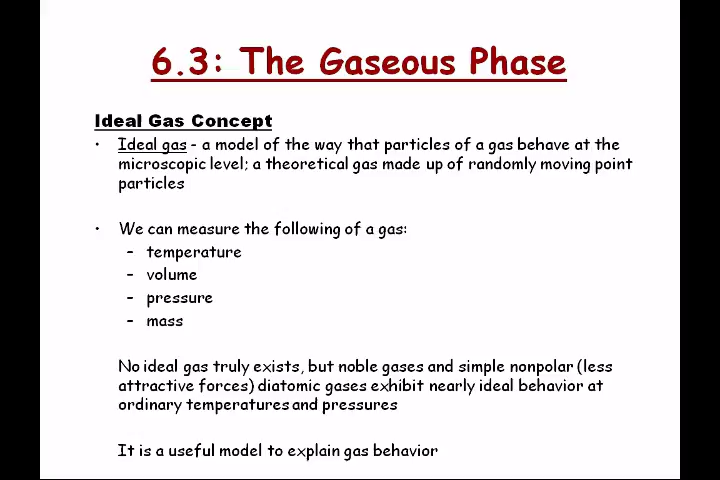 6.3: The Gaseous Phase
Ideal Gas Concept
• Ideal gas - a model of the way that particles of a gas behave at the
microscopic level; a theoretical gas made up of randomly moving point
particles
• We can measure the following of a gas:
– temperature
– volume
– pressure
– mass
No ideal gas truly exists, but noble gases and simple nonpolar (less
attractive forces) diatomic gases exhibit nearly ideal behavior at
ordinary temperatures and pressures
It is a useful model to explain gas behavior